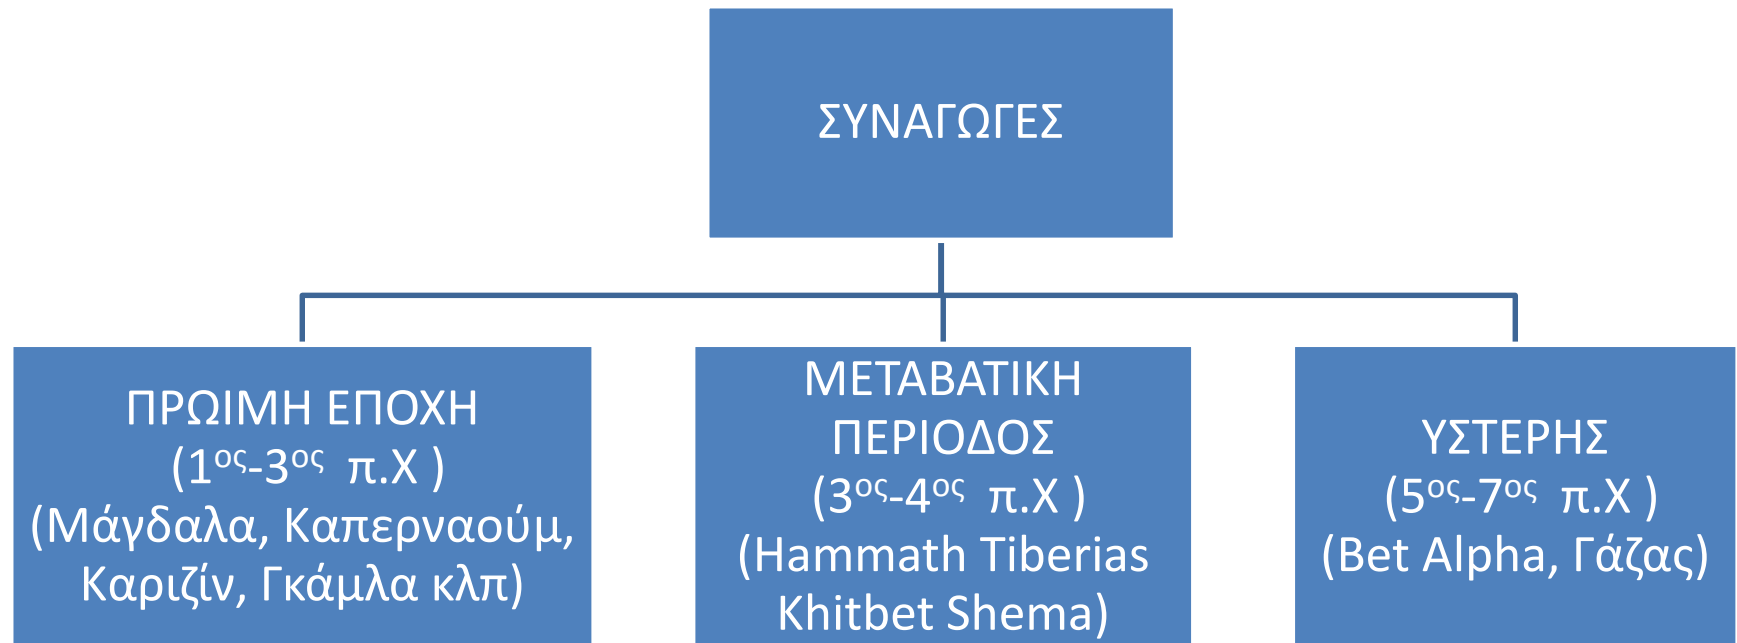 ΣΥΝΑΓΩΓΕΣ
ΠΡΩΙΜΗ ΕΠΟΧΗ
(1ος-3ος π.Χ )
(Μάγδαλα, Καπερναούμ,
Καριζίν, Γκάμλα κλπ)
ΜΕΤΑΒΑΤΙΚΗ
ΠΕΡΙΟΔΟΣ
(3ος-4ος π.Χ )
(Hammath Tiberias
Khitbet Shema)
ΥΣΤΕΡΗΣ
(5ος-7ος π.Χ )
(Bet Alpha, Γάζας)